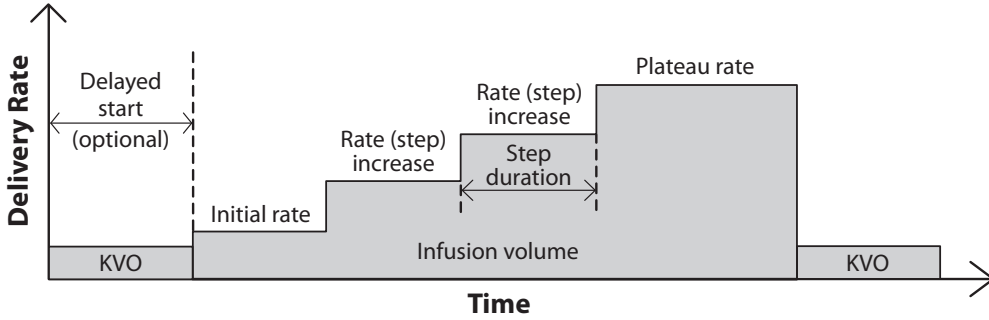 Delivery Rate
Delayed
start
(optional)
KVO
Initial rate
Rate (step)
increase
Rate (step)
increase
Step
duration
Plateau rate
Infusion volume
KVO
Time